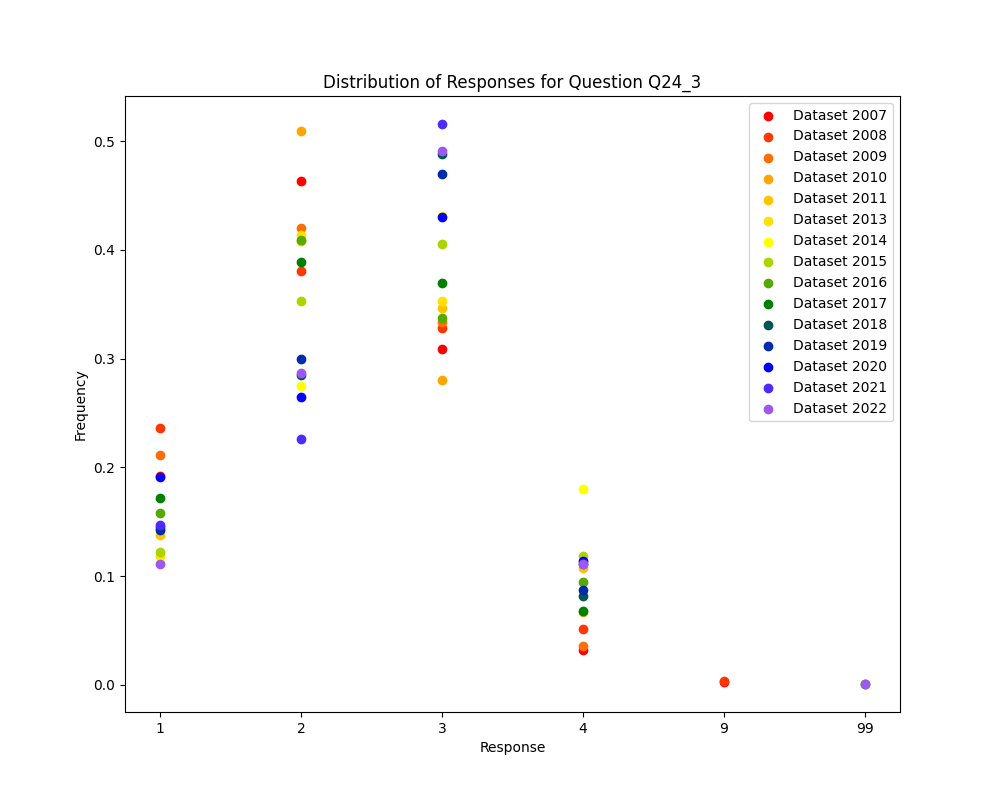 Distribution of Responses for Question Q24_3
Frequency
0.5
0.4
0.3
0.2
0.1
0.0
1 2 3 4 9 99
Response
Dataset 2007
Dataset 2008
Dataset 2009
Dataset 2010
Dataset 2011
Dataset 2013
Dataset 2014
Dataset 2015
Dataset 2016
Dataset 2017
Dataset 2018
Dataset 2019
Dataset 2020
Dataset 2021
Dataset 2022